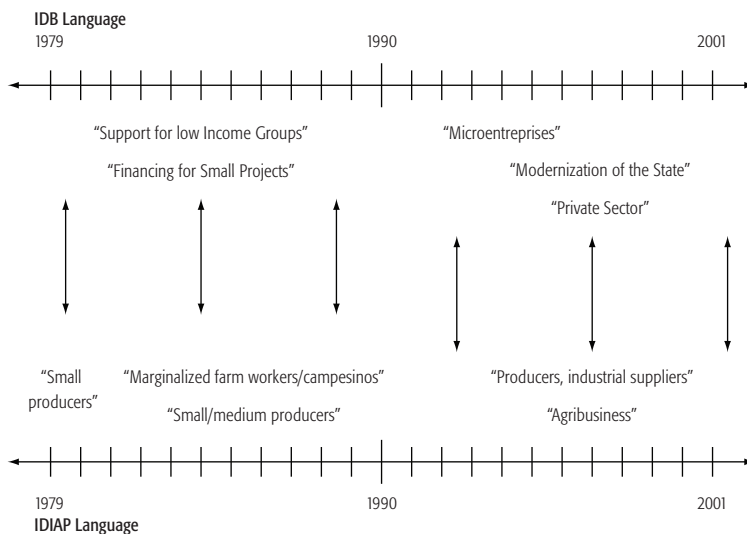 IDB Language
1979 1990 2001
“Support for low Income Groups” “Microentreprises”
“Financing for Small Projects” “Modernization of the State”
“Private Sector”
“Small
producers”
“Marginalized farm workers/campesinos” “Producers, industrial suppliers”
“Small/medium producers” “Agribusiness”
1979 1990 2001
IDIAP Language